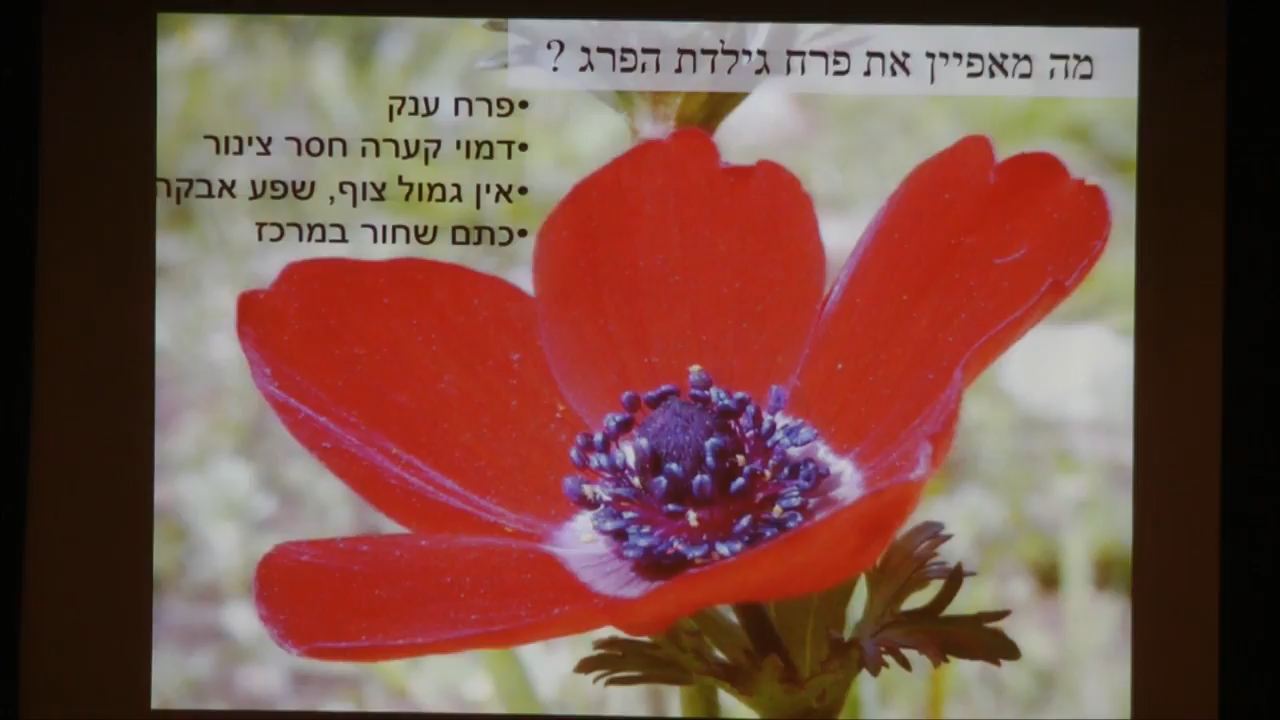 מה מאפיין את פרח גילדת הפרג ?
•פרח ענק
•דמוי קערה חסר צינור
•אין גמול צוף, שפע אבקה
•כתם שחור במרכז